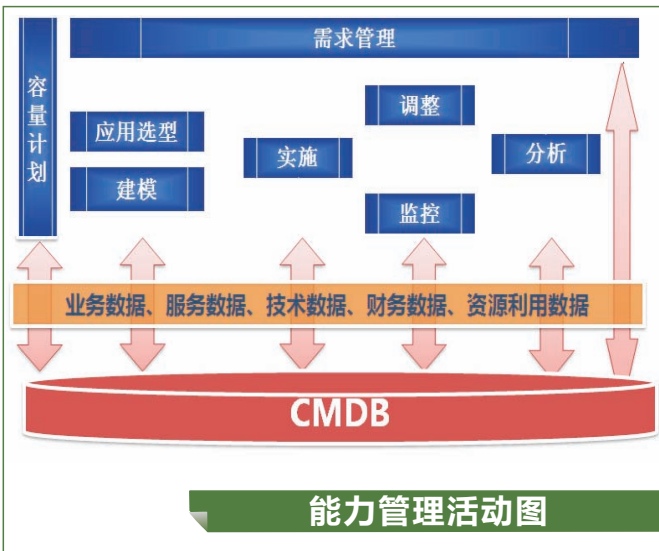 需求管理
容量计划
应用选型
建模
实施
调整
监控
分析
业务数据、服务数据、技术数据、财务数据、资源利用数据
CMDB
能力管理活动图